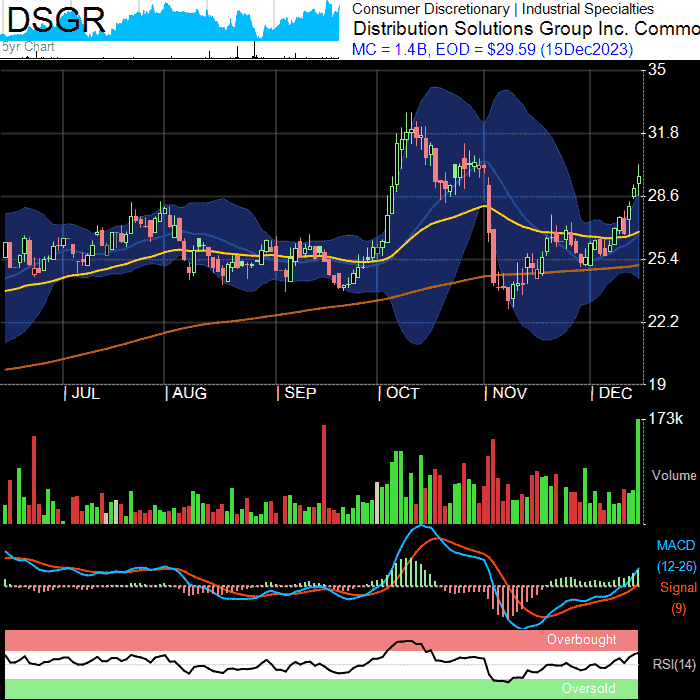 DSGR
5yr Chart
Consumer Discretionary | Industrial Specialties
Distribution Solutions Group Inc. Commo
MC = 1.4B, EOD = $29.59 (15Dec2023)
35
31.8
28.6
25.4
22.2
19
| JUL | AUG | SEP | OCT | NOV | DEC
173k
Volume
MACD
(12-26)
Signal
(9)
Overbought
RSI(14)
Oversold